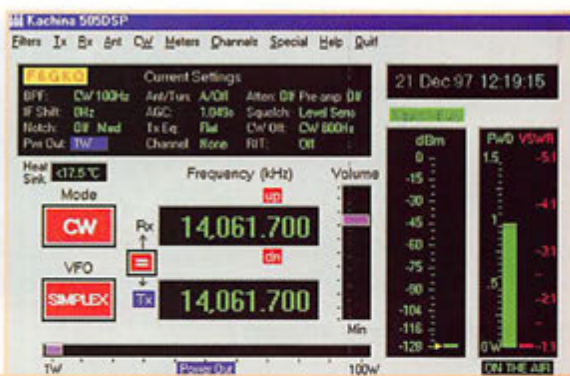 Kachina 505DSP
Filters Tx Rx Ant CW Meters Channels Special Help Quit!
F6GKQ Current Settings
BPF: CW 100Hz Ant/Tun: A/Off Atten: Off Pre-amp: Off
IF Shift: 0Hz AGC: 1.049s Squelch: Level Sens
Notch: Off Med Tx Eq: Flat CW Off: CW 800Hz
Pwr Out: 1W Channel None RIT: Off
21 Dec 97 12:19:15
Heat Sink <17.5°C
Mode
CW
VFO
SIMPLEX
Frequency (kHz)
up
Rx 14,061.700
=
dn
Tx 14,061.700
Volume
Min
1W Power Out 100W
dBm
0
-15
-30
-45
-60
-75
-90
-104
-116
-128
PWD VSWR
1.5 -5.1
-4.1
1
-3.1
.5
-2.1
0W -1.1
ON THE AIR